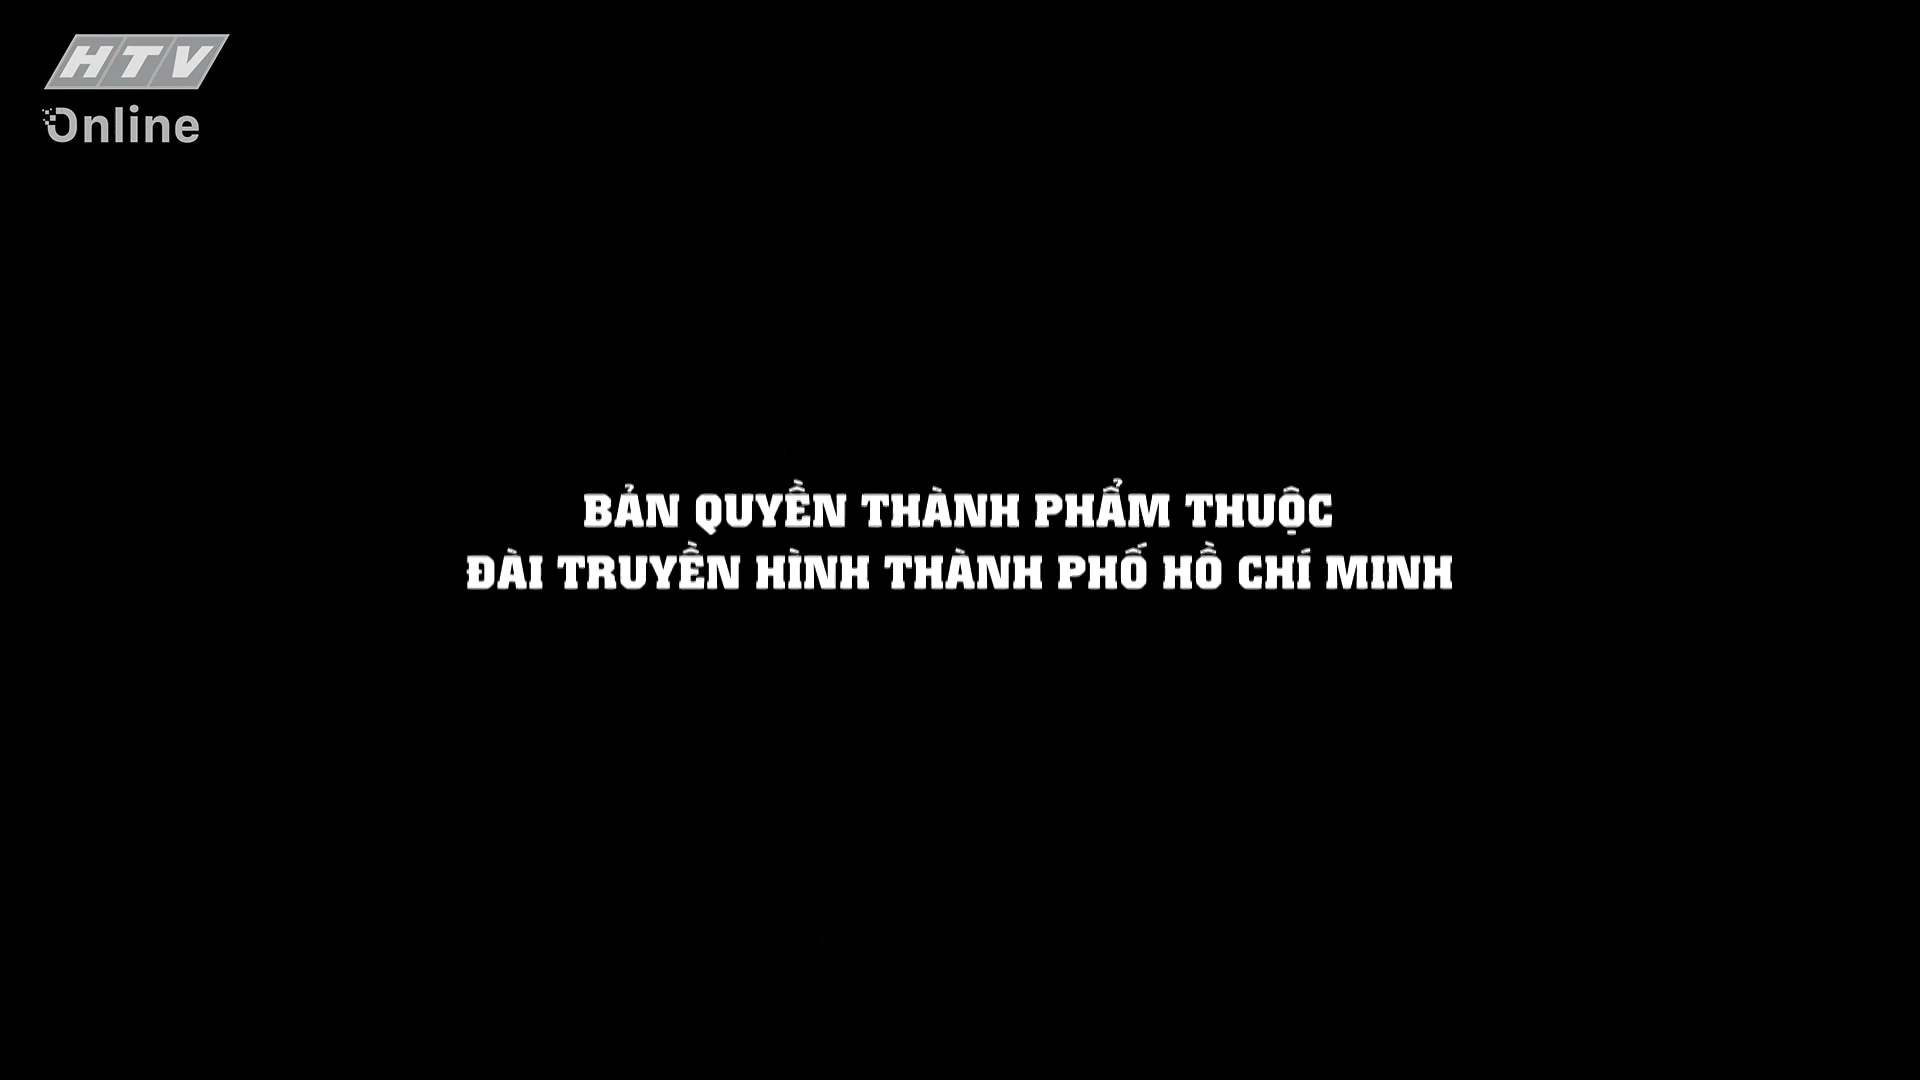 HTV
Online
BẢN QUYỀN THÀNH PHẨM THUỘC
ĐÀI TRUYỀN HÌNH THÀNH PHỐ HỒ CHÍ MINH